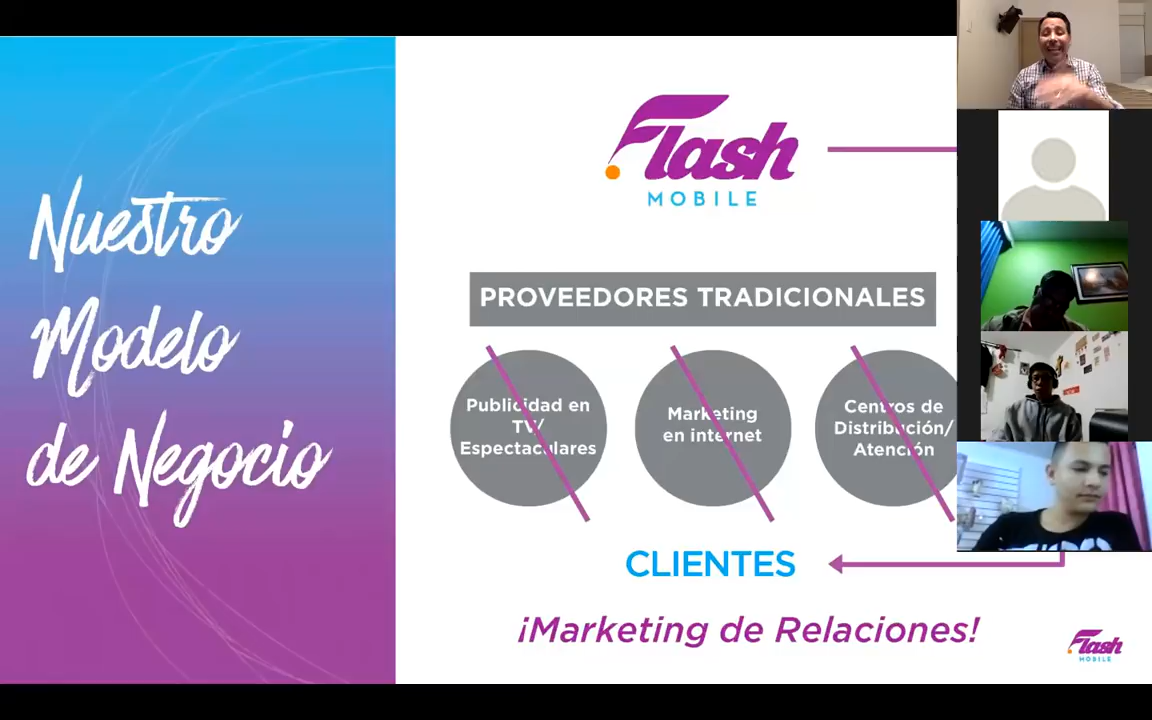 Nuestro
Modelo
de Negocio
Flash
MOBILE
PROVEEDORES TRADICIONALES
Publicidad en
TV/
Espectaculares
Marketing
en internet
Centros de
Distribución/
Atención
CLIENTES
¡Marketing de Relaciones!
Flash
MOBILE